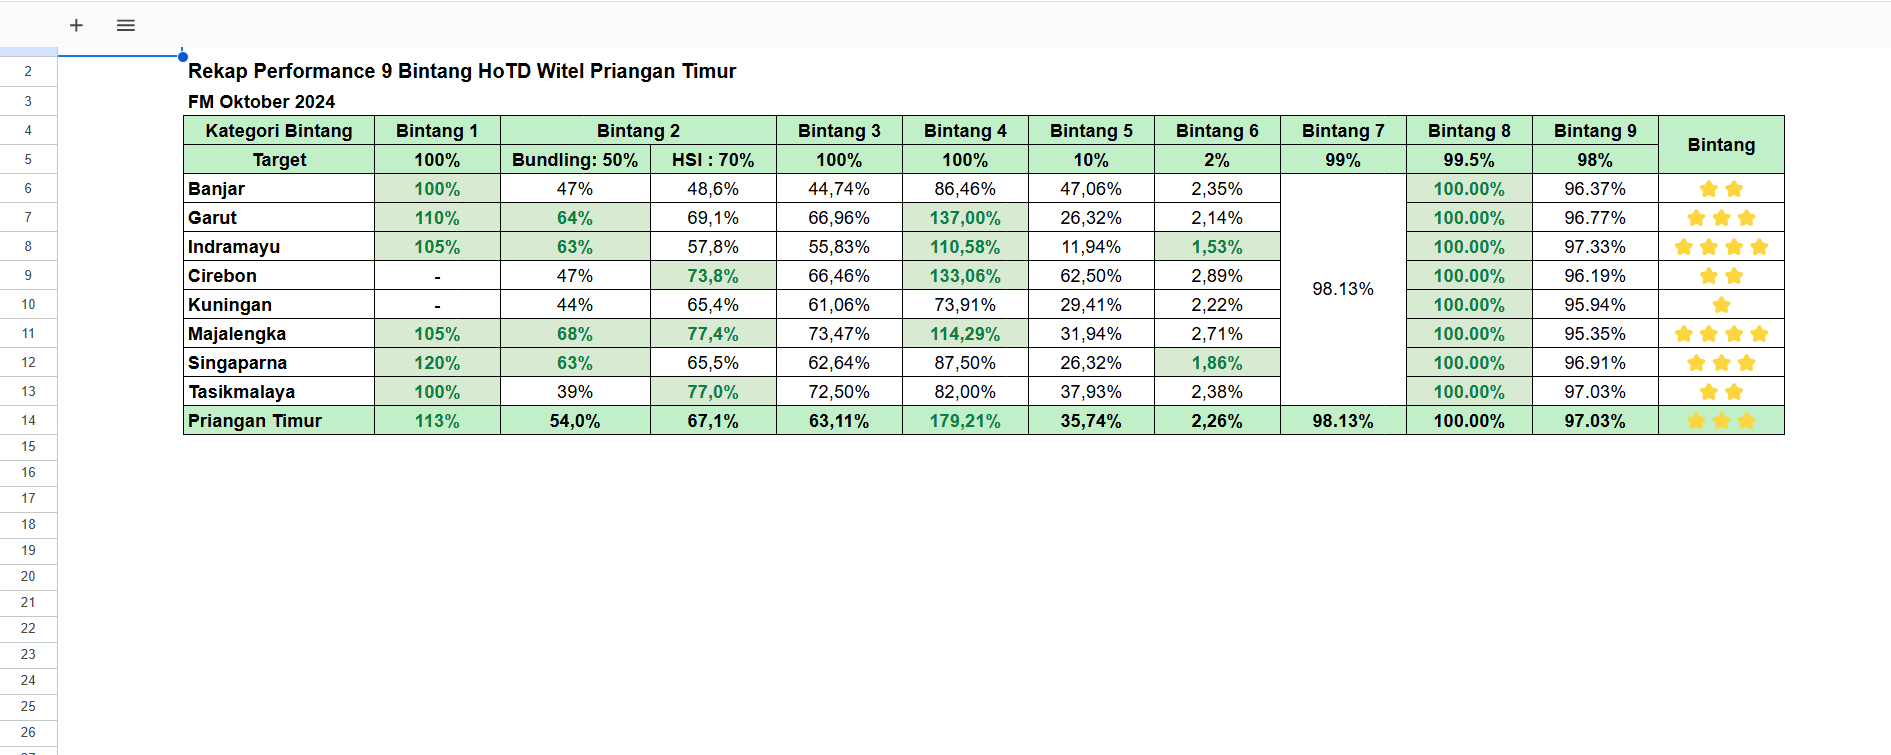 Rekap Performance 9 Bintang HoTD Witel Priangan Timur
FM Oktober 2024
Kategori Bintang Bintang 1 Bintang 2 Bintang 3 Bintang 4 Bintang 5 Bintang 6 Bintang 7 Bintang 8 Bintang 9 Bintang
Target 100% Bundling: 50% HSI : 70% 100% 100% 10% 2% 99% 99.5% 98%
Banjar 100% 47% 48,6% 44,74% 86,46% 47,06% 2,35% 100.00% 96.37%
Garut 110% 64% 69,1% 66,96% 137,00% 26,32% 2,14% 100.00% 96.77%
Indramayu 105% 63% 57,8% 55,83% 110,58% 11,94% 1,53% 100.00% 97.33%
Cirebon - 47% 73,8% 66,46% 133,06% 62,50% 2,89% 98.13% 100.00% 96.19%
Kuningan - 44% 65,4% 61,06% 73,91% 29,41% 2,22% 100.00% 95.94%
Majalengka 105% 68% 77,4% 73,47% 114,29% 31,94% 2,71% 100.00% 95.35%
Singaparna 120% 63% 65,5% 62,64% 87,50% 26,32% 1,86% 100.00% 96.91%
Tasikmalaya 100% 39% 77,0% 72,50% 82,00% 37,93% 2,38% 100.00% 97.03%
Priangan Timur 113% 54,0% 67,1% 63,11% 179,21% 35,74% 2,26% 98.13% 100.00% 97.03%
2
3
4
5
6
7
8
9
10
11
12
13
14
15
16
17
18
19
20
21
22
23
24
25
26